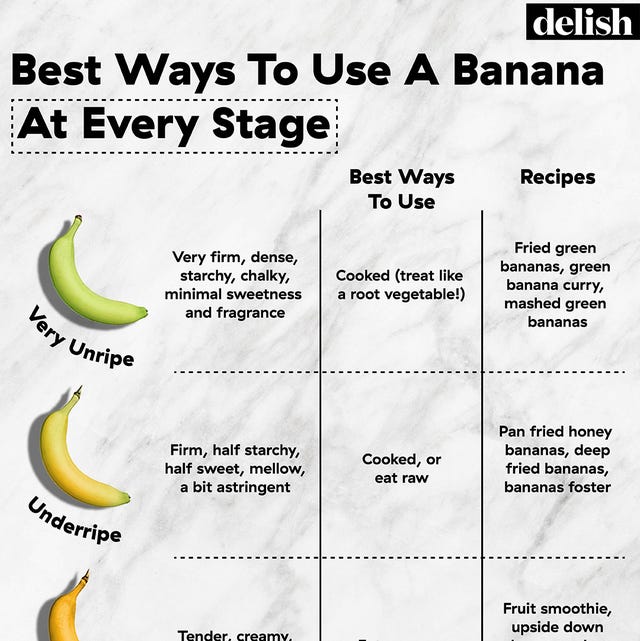 delish
Best Ways To Use A Banana
At Every Stage
Best Ways
To Use
Recipes
Very Unripe
Very firm, dense,
starchy, chalky,
minimal sweetness
and fragrance
Cooked (treat like
a root vegetable!)
Fried green
bananas, green
banana curry,
mashed green
bananas
Underripe
Firm, half starchy,
half sweet, mellow,
a bit astringent
Cooked, or
eat raw
Pan fried honey
bananas, deep
fried bananas,
bananas foster
Tender, creamy,
Fruit smoothie,
upside down